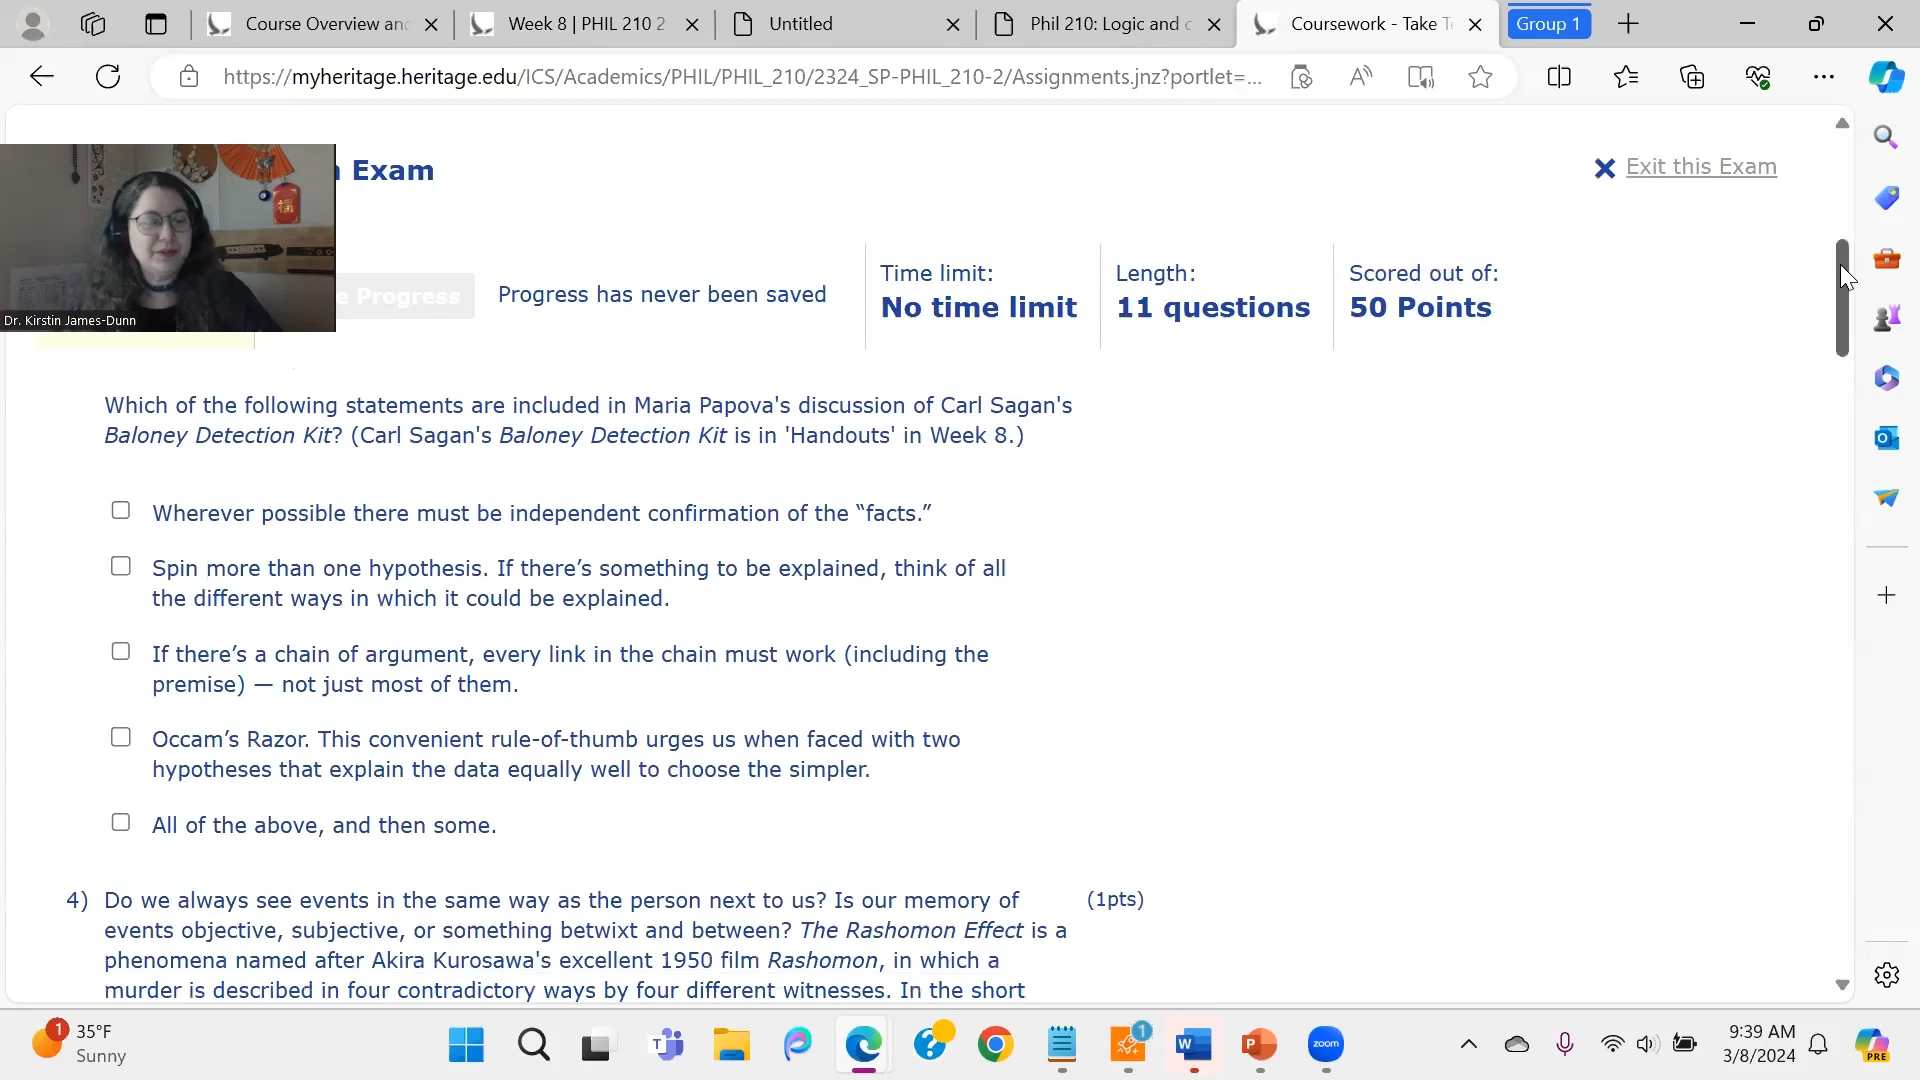 Course Overview and
Week 8 | PHIL 210 2
Untitled
Phil 210: Logic and c
Coursework - Take Te
Group 1
https://myheritage.heritage.edu/ICS/Academics/PHIL/PHIL_210/2324_SP-PHIL_210-2/Assignments.jnz?portlet=...
Exam
Exit this Exam
Progress
Progress has never been saved
Time limit:
No time limit
Length:
11 questions
Scored out of:
50 Points
福
Dr. Kirstin James-Dunn
Which of the following statements are included in Maria Papova's discussion of Carl Sagan's
Baloney Detection Kit? (Carl Sagan's Baloney Detection Kit is in 'Handouts' in Week 8.)
Wherever possible there must be independent confirmation of the “facts.”
Spin more than one hypothesis. If there’s something to be explained, think of all
the different ways in which it could be explained.
If there’s a chain of argument, every link in the chain must work (including the
premise) — not just most of them.
Occam’s Razor. This convenient rule-of-thumb urges us when faced with two
hypotheses that explain the data equally well to choose the simpler.
All of the above, and then some.
4) Do we always see events in the same way as the person next to us? Is our memory of (1pts)
events objective, subjective, or something betwixt and between? The Rashomon Effect is a
phenomena named after Akira Kurosawa's excellent 1950 film Rashomon, in which a
murder is described in four contradictory ways by four different witnesses. In the short
1
35°F
Sunny
1
zoom
9:39 AM
3/8/2024
PRE